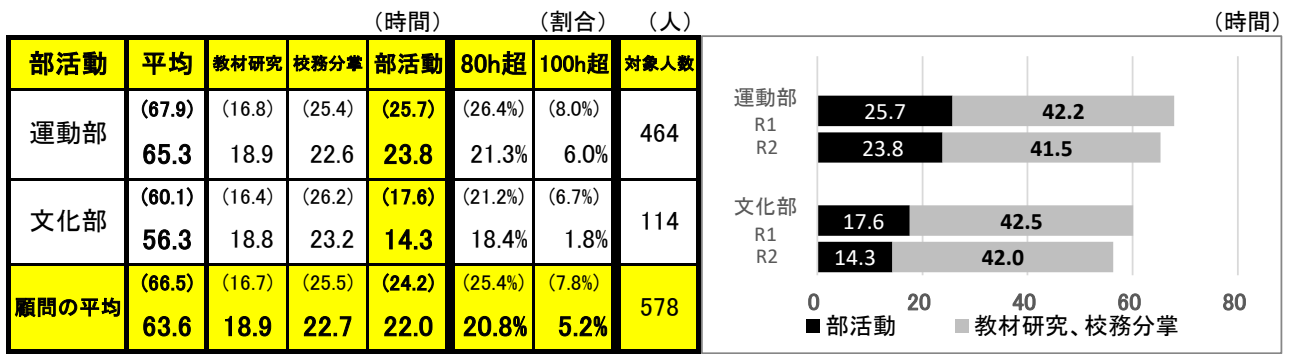 （時間） （割合） （人）
部活動 平均 教材研究 校務分掌 部活動 80h超 100h超 対象人数
運動部 (67.9) (16.8) (25.4) (25.7) (26.4%) (8.0%) 464
65.3 18.9 22.6 23.8 21.3% 6.0%
文化部 (60.1) (16.4) (26.2) (17.6) (21.2%) (6.7%) 114
56.3 18.8 23.2 14.3 18.4% 1.8%
顧問の平均 (66.5) (16.7) (25.5) (24.2) (25.4%) (7.8%) 578
63.6 18.9 22.7 22.0 20.8% 5.2%
（時間）
運動部
R1 25.7 42.2
R2 23.8 41.5
文化部
R1 17.6 42.5
R2 14.3 42.0
0 20 40 60 80
部活動 教材研究、校務分掌